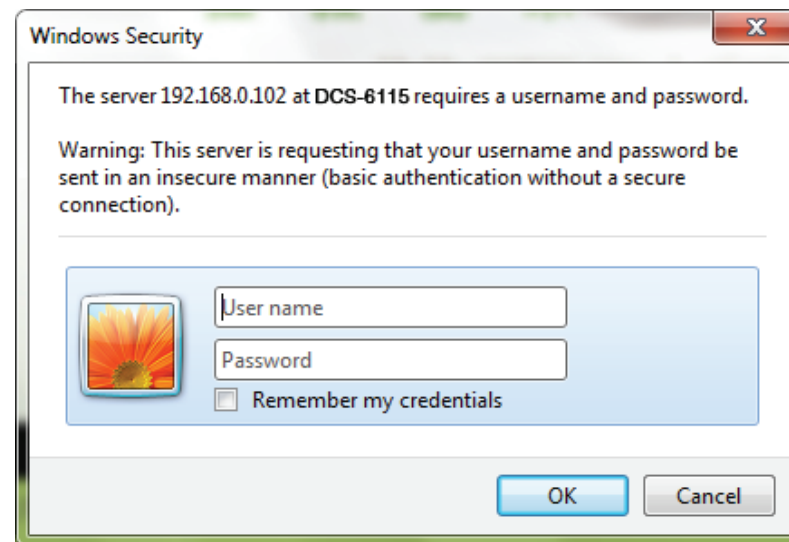 Windows Security
The server 192.168.0.102 at DCS-6115 requires a username and password.
Warning: This server is requesting that your username and password be
sent in an insecure manner (basic authentication without a secure
connection).
User name
Password
Remember my credentials
OK
Cancel